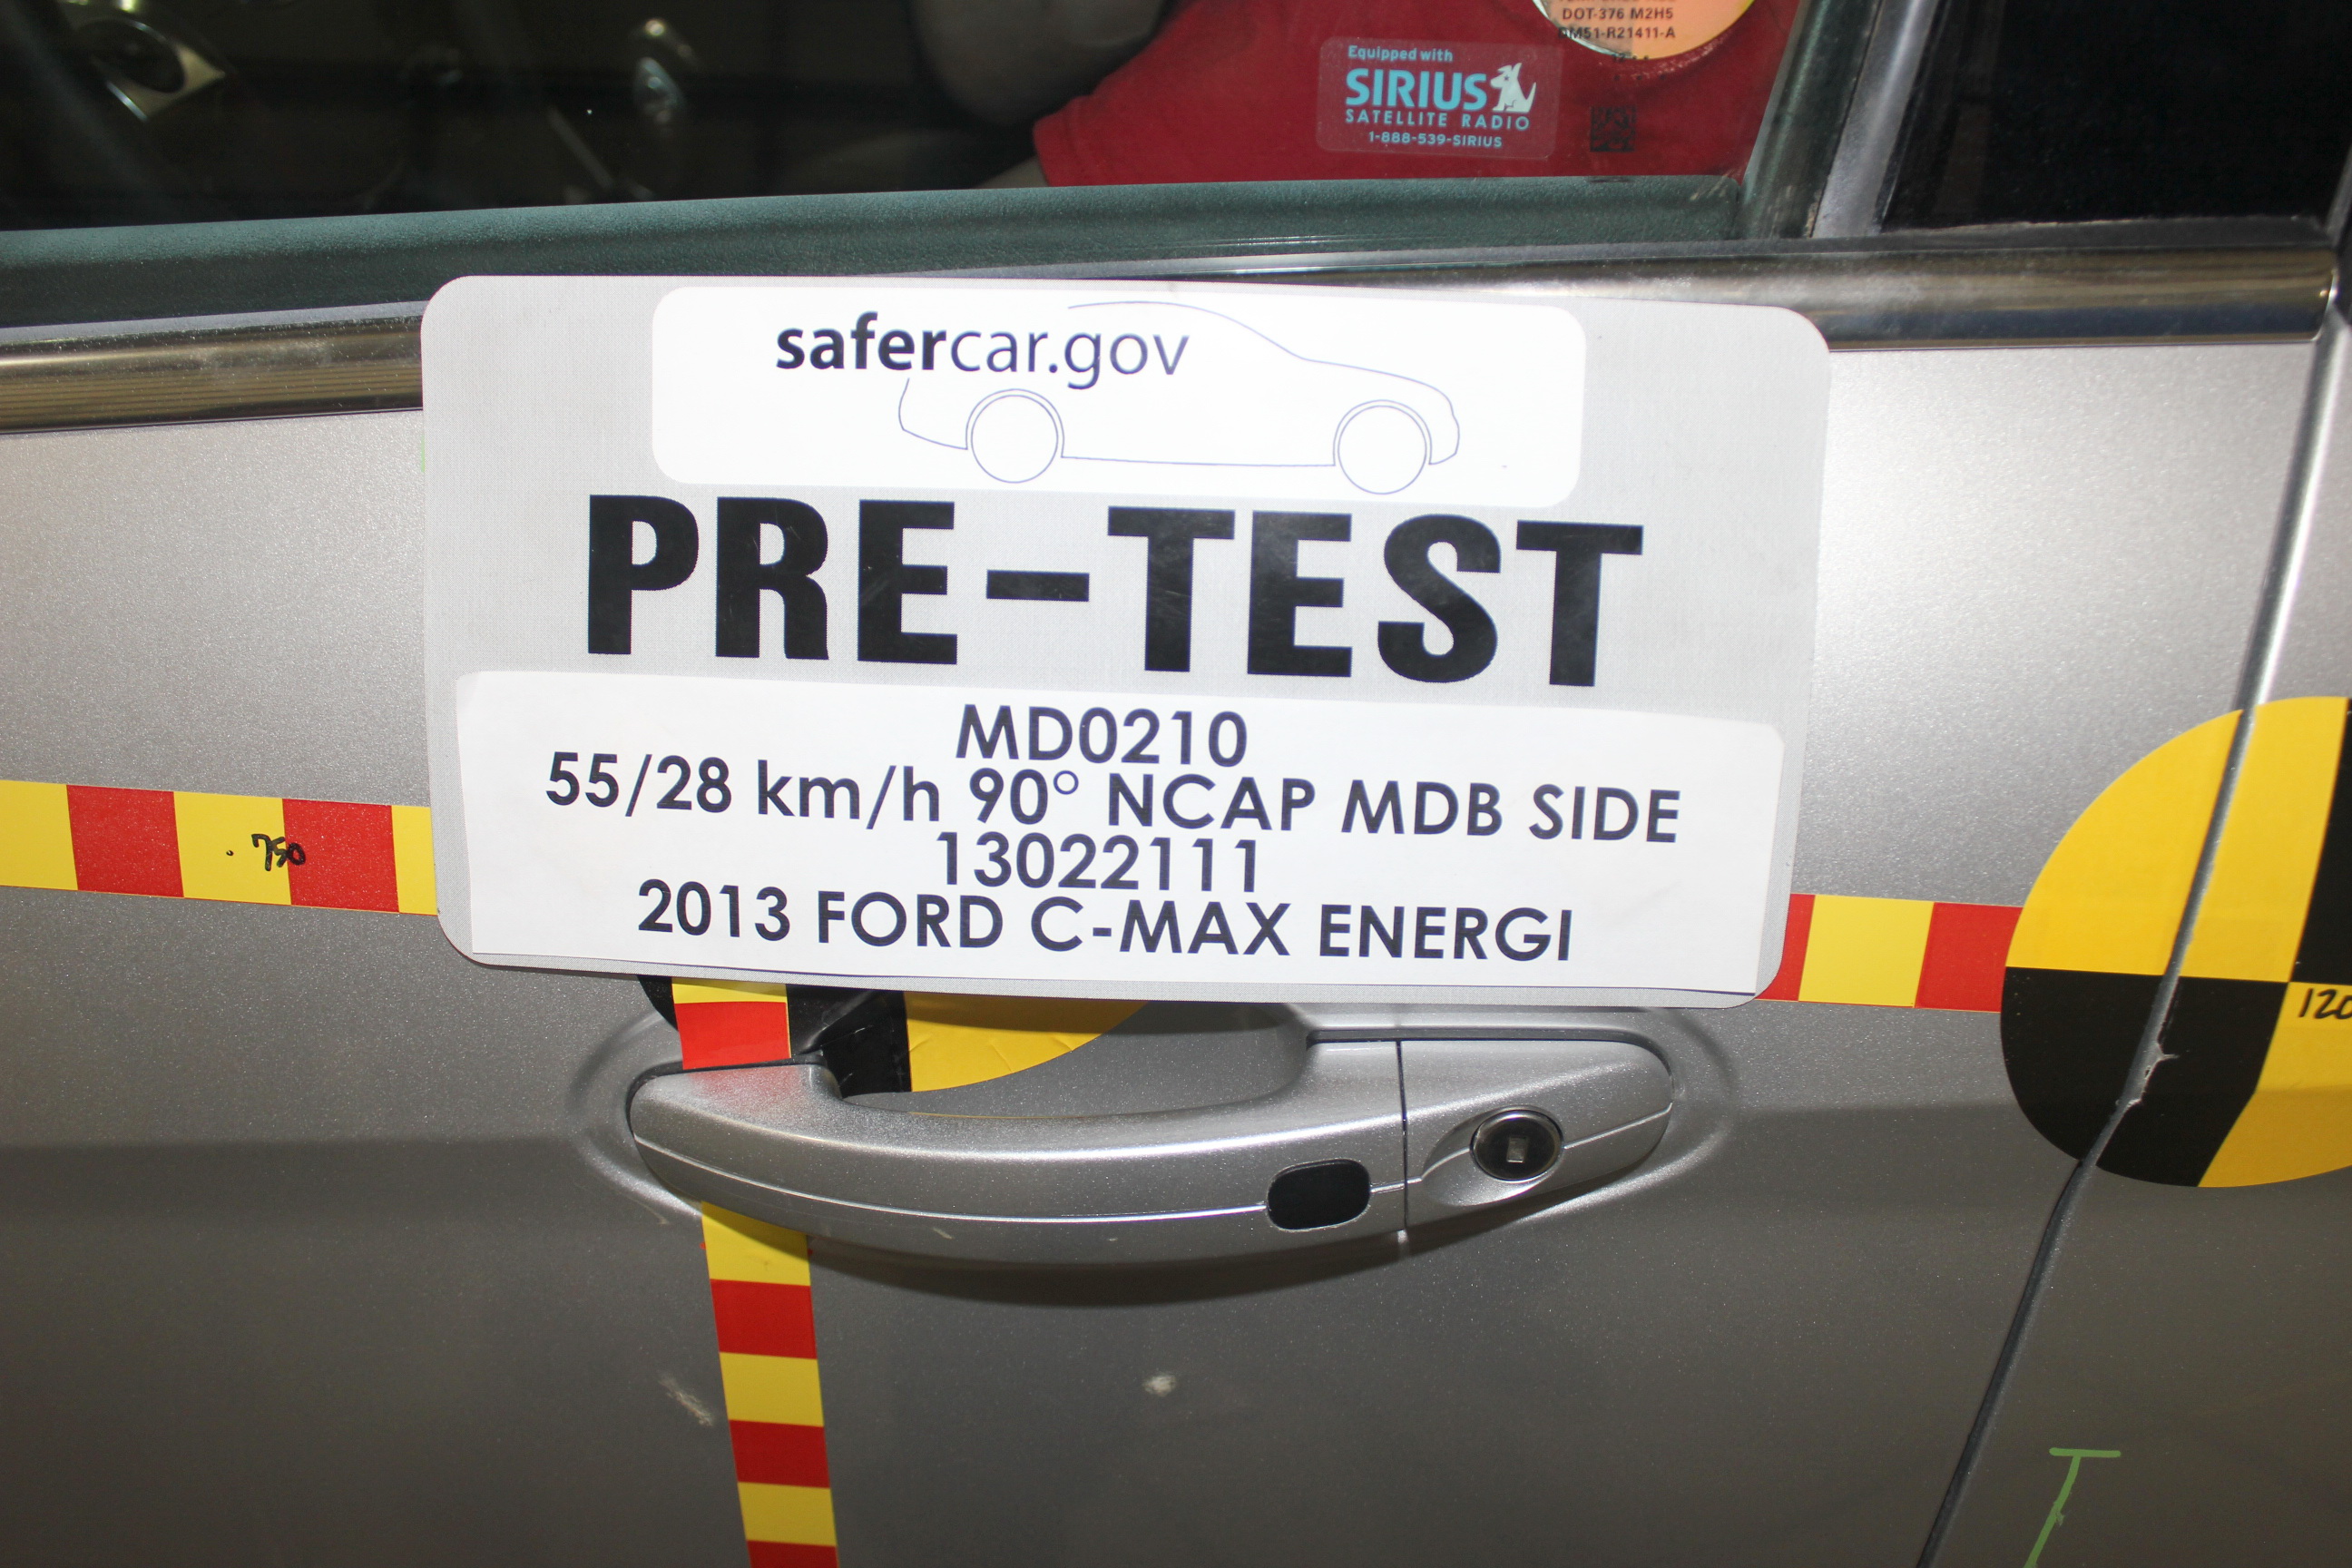 DOT-376 M2H5
M51-R21411-A
Equipped with
SIRIUS
SATELLITE RADIO
1-888-539-SIRIUS
safercar.gov
PRE-TEST
MD0210
55/28 km/h 90° NCAP MDB SIDE
13022111
2013 FORD C-MAX ENERGI
750
120